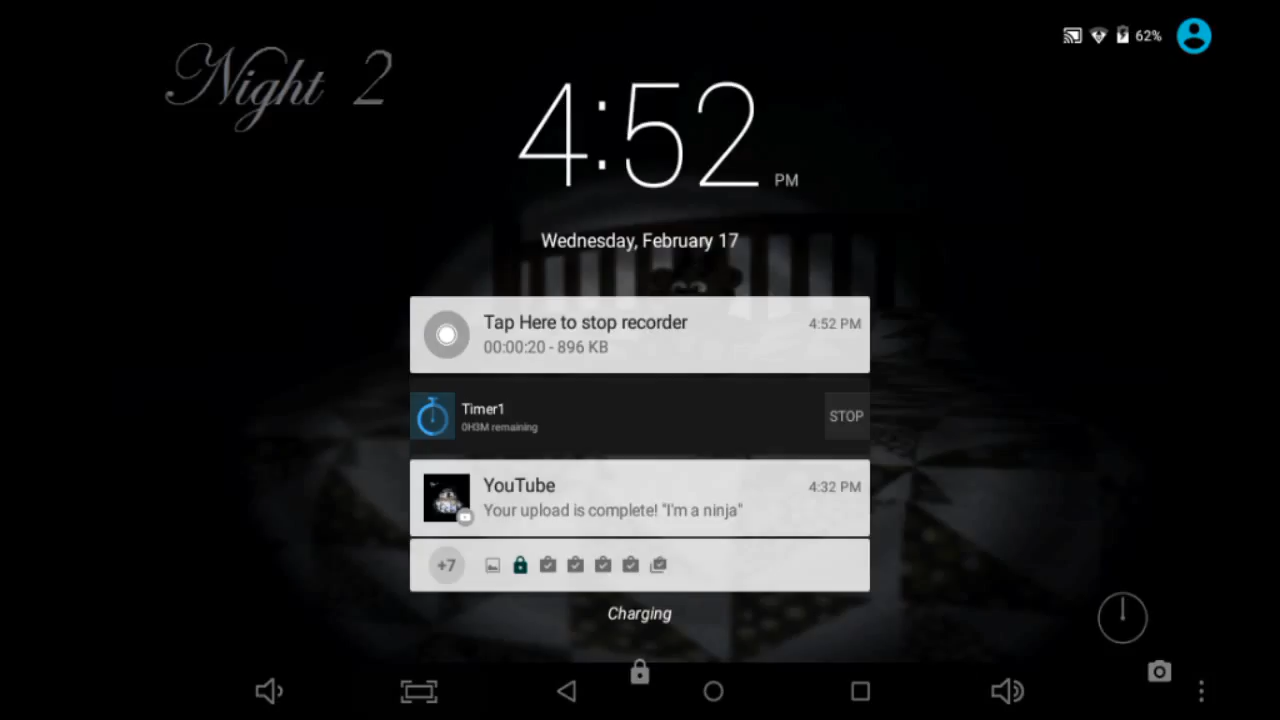 Night 2
62%
4:52 PM
Wednesday, February 17
Tap Here to stop recorder
4:52 PM
00:00:20 - 896 KB
Timer1
0H3M remaining
STOP
YouTube
4:32 PM
Your upload is complete! "I'm a ninja"
+7
Charging